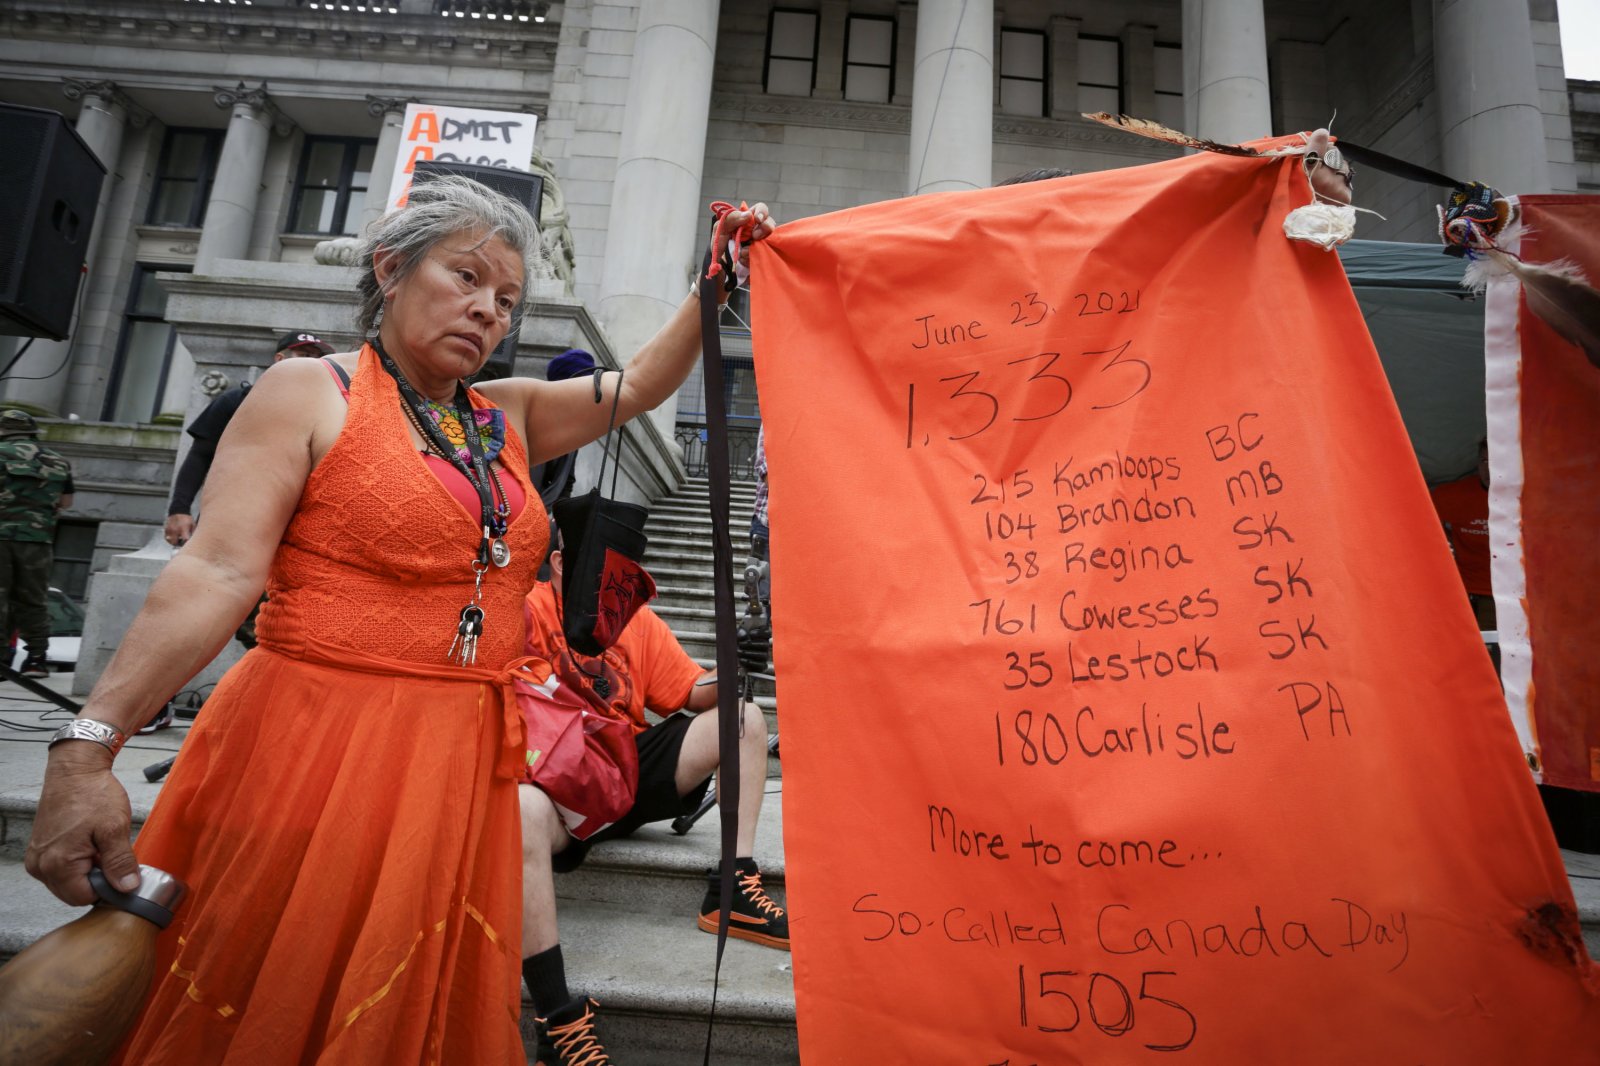 ADMIT
June 23, 2021
1,333
215 Kamloops BC
104 Brandon MB
38 Regina SK
761 Cowesses SK
35 Lestock SK
180 Carlisle PA
More to come...
So-Called Canada Day
1505